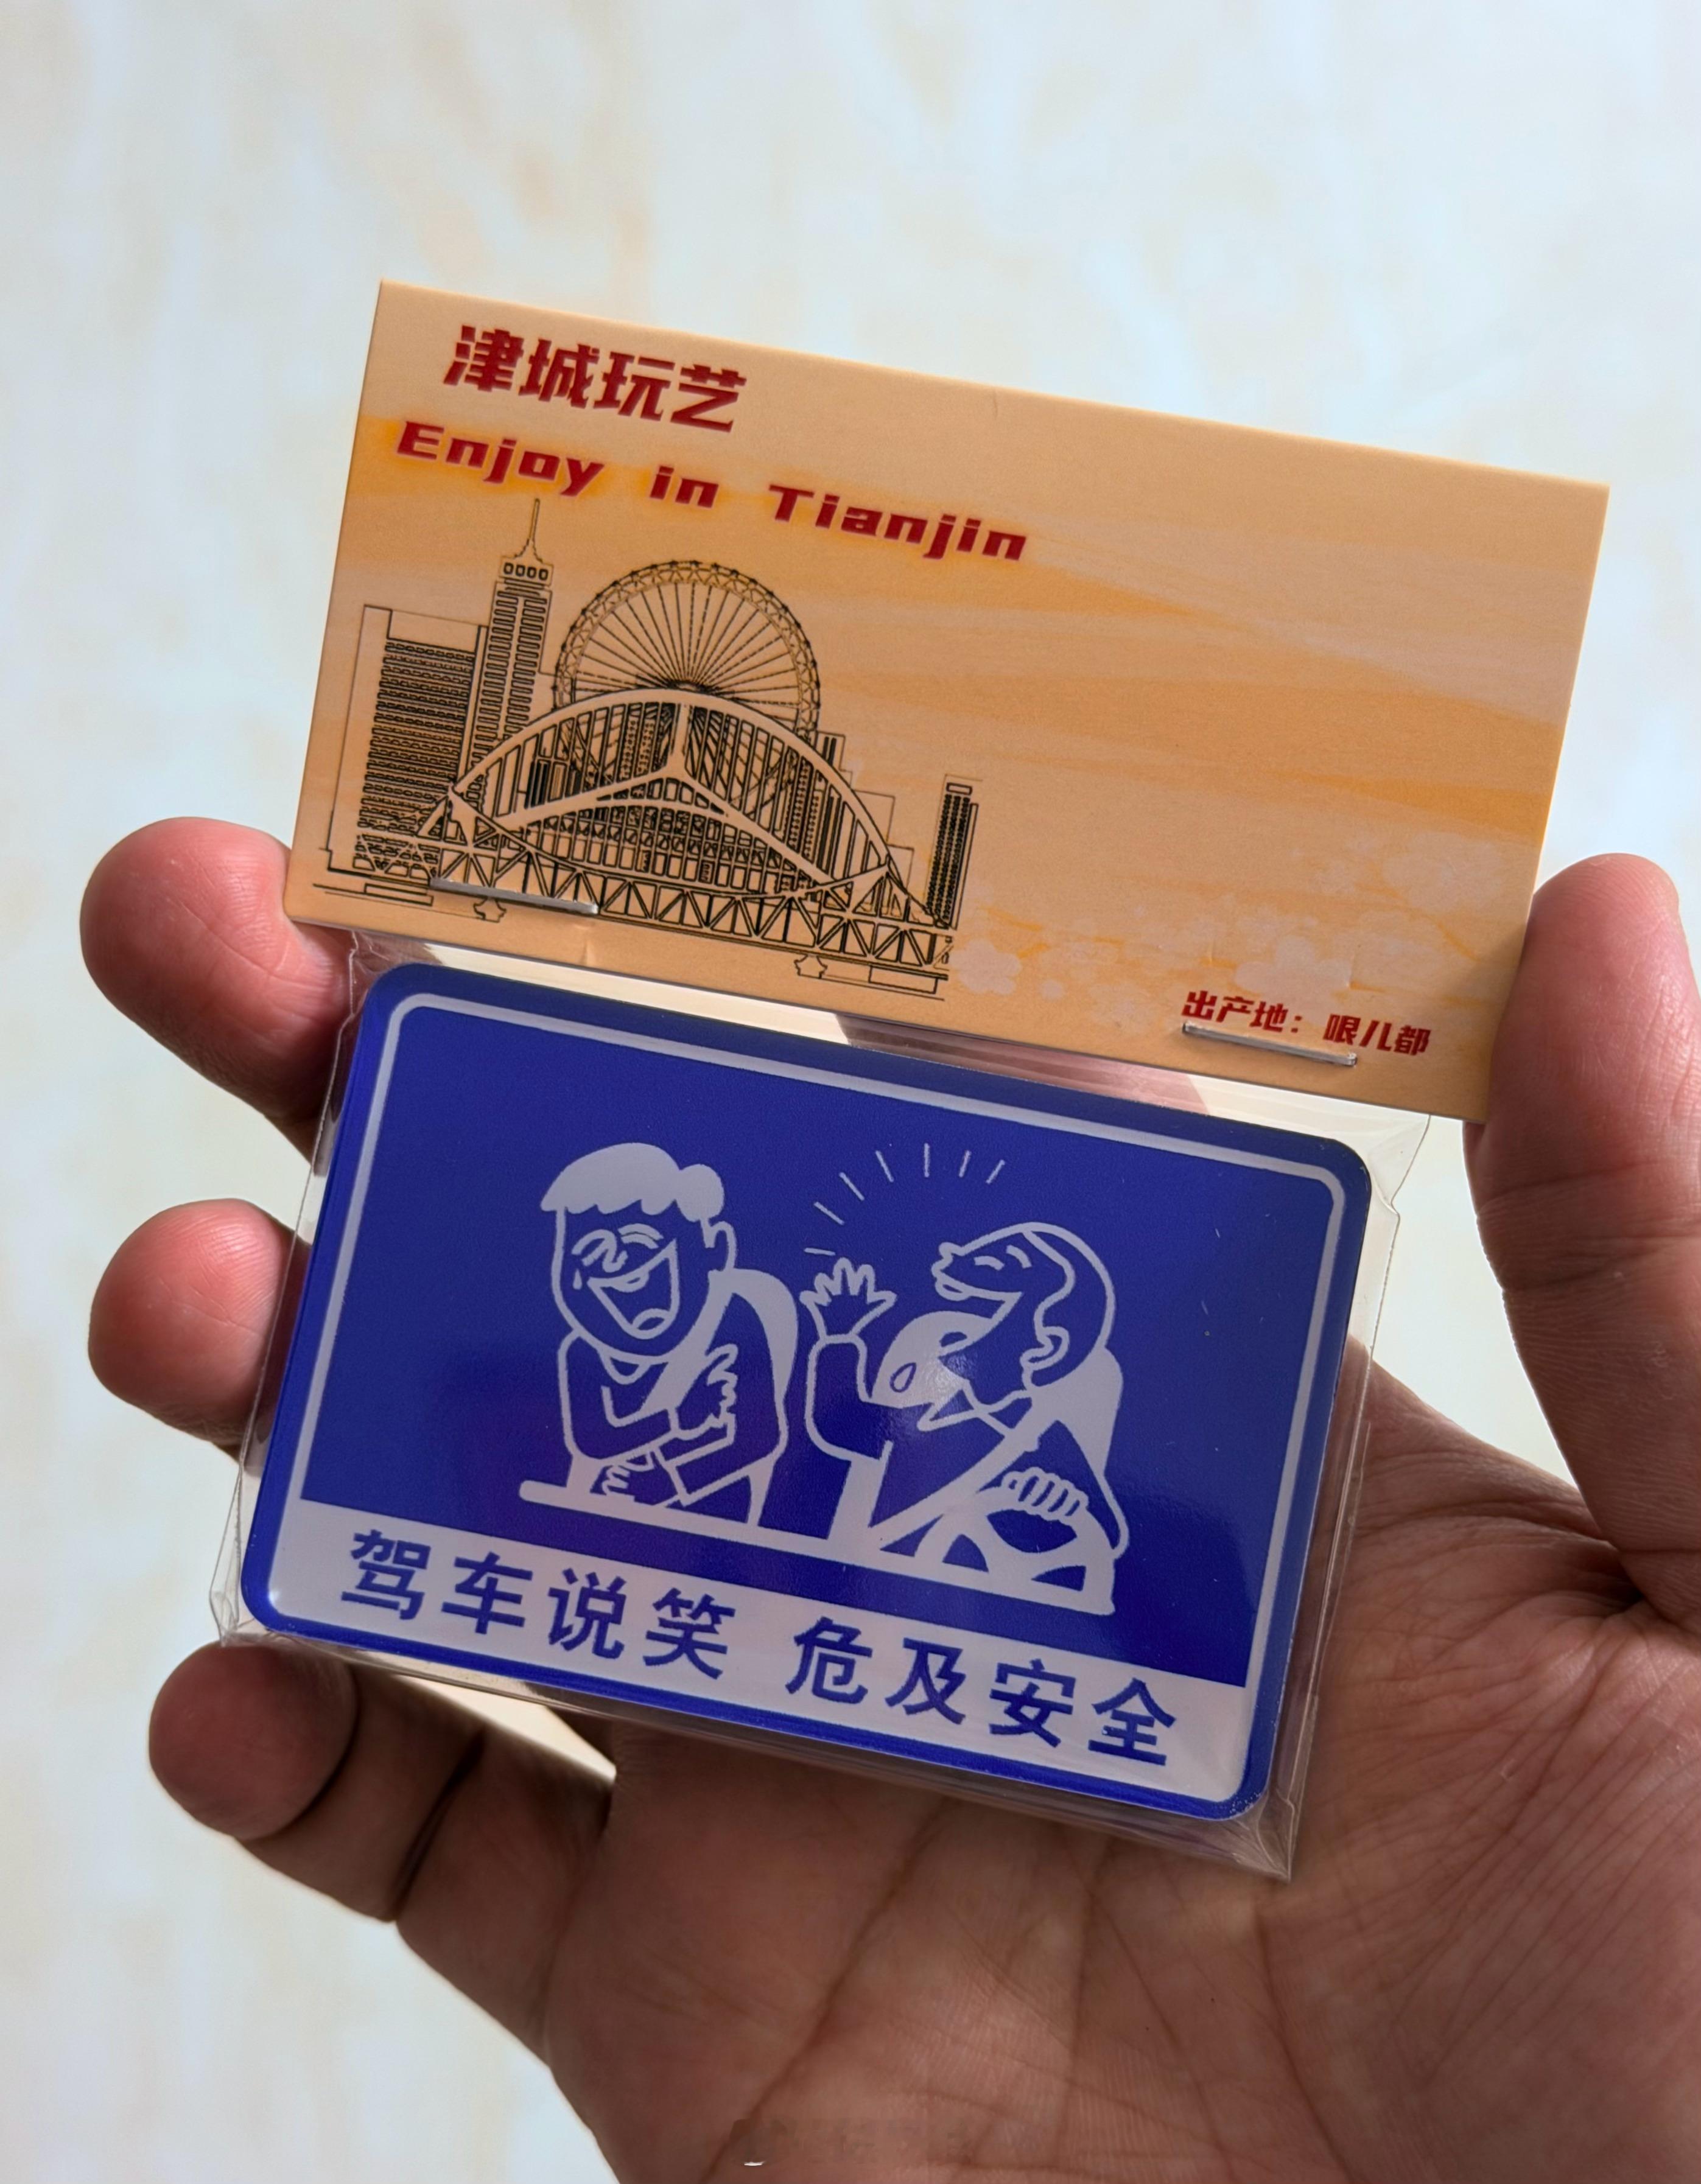 津城玩艺
Enjoy in Tianjin
出产地：哏儿都
驾车说笑 危及安全